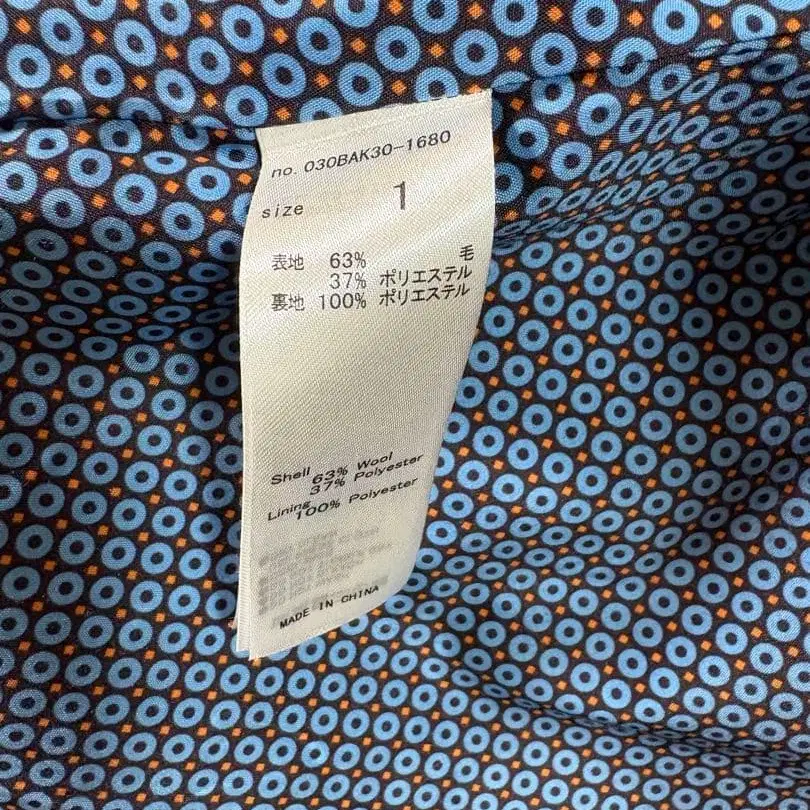 no. 030BAK30-1680
size 1
表地 63% 毛
37% ポリエステル
裏地 100% ポリエステル
Shell 63% Wool
37% Polyester
Lining 100% Polyester
MADE IN CHINA